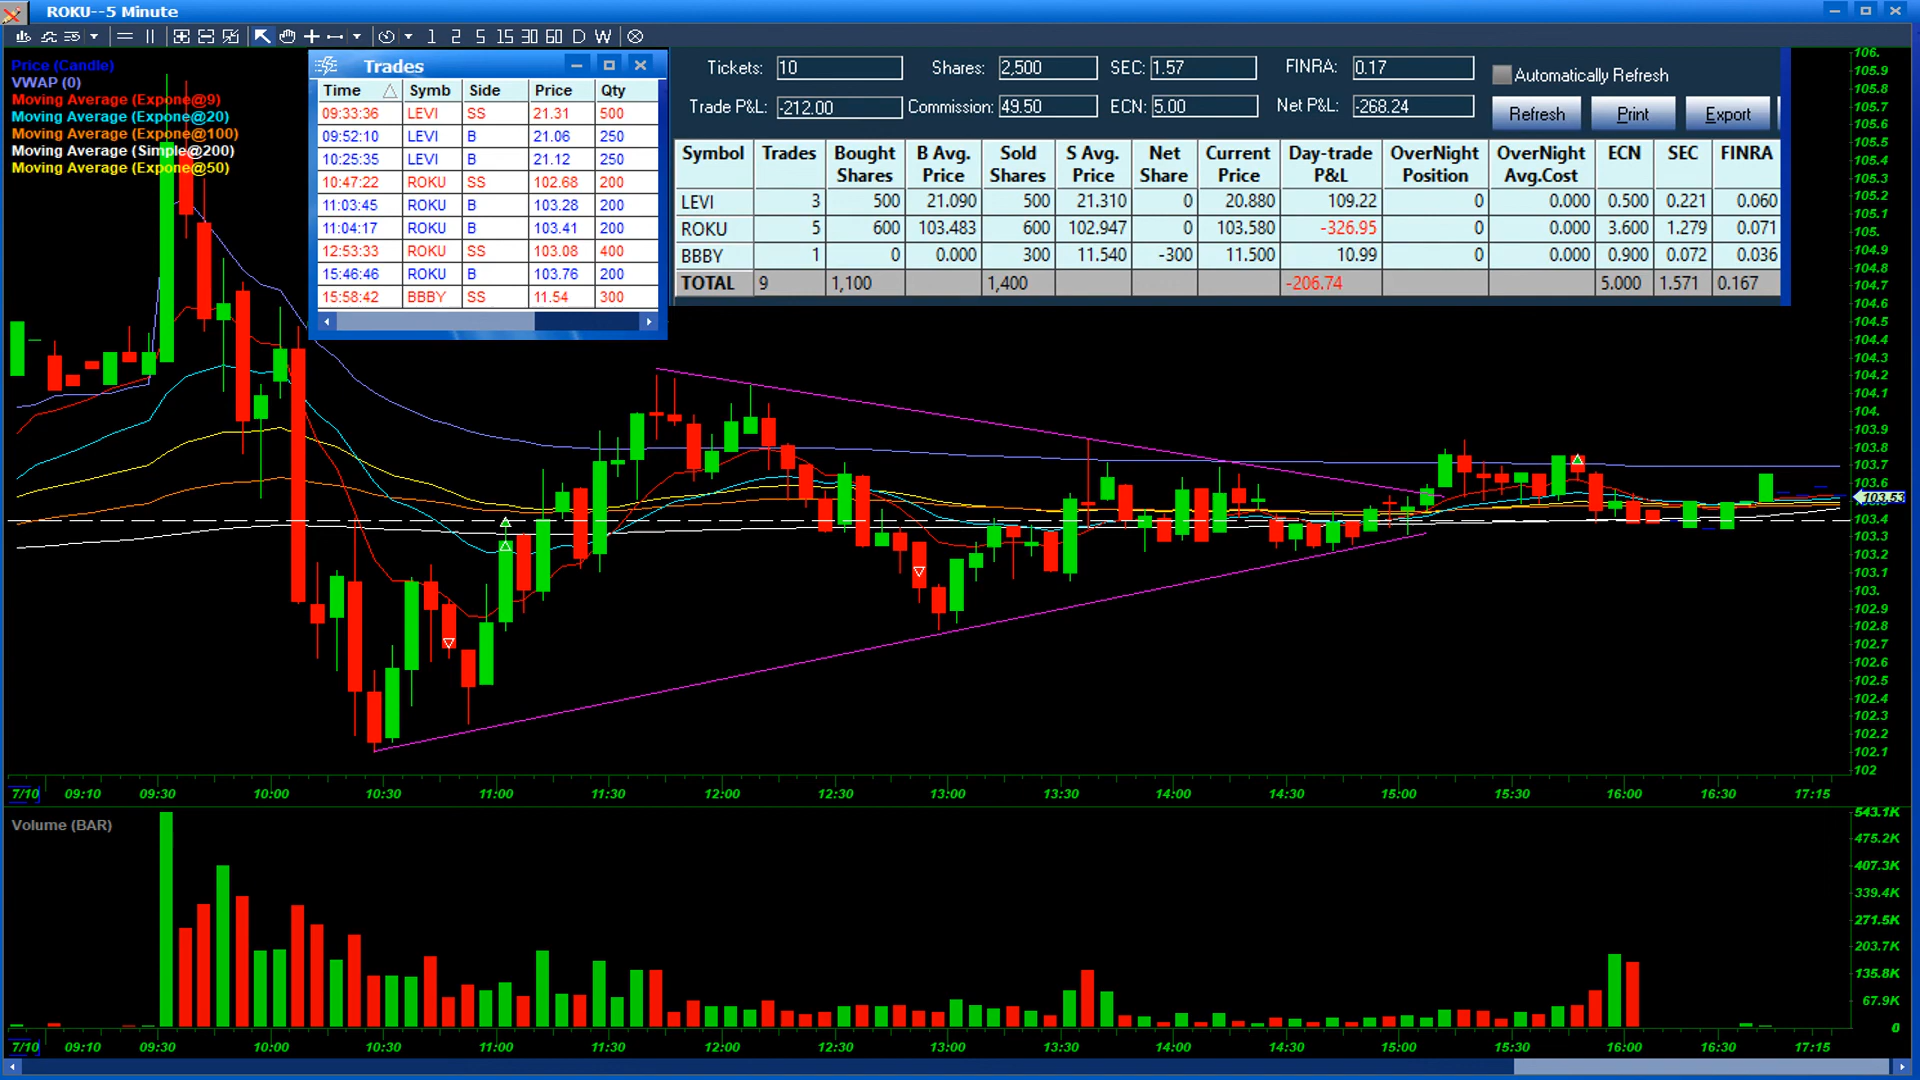 ROKU--5 Minute
1 2 5 15 30 60 D W
Price (Candle)
VWAP (0)
Moving Average (Expone@9)
Moving Average (Expone@20)
Moving Average (Expone@100)
Moving Average (Simple@200)
Moving Average (Expone@50)
Trades
Time Symb Side Price Qty
09:33:36 LEVI SS 21.31 500
09:52:10 LEVI B 21.06 250
10:25:35 LEVI B 21.12 250
10:47:22 ROKU SS 102.68 200
11:03:45 ROKU B 103.28 200
11:04:17 ROKU B 103.41 200
12:53:33 ROKU SS 103.08 400
15:46:46 ROKU B 103.76 200
15:58:42 BBBY SS 11.54 300
Tickets: 10 Shares: 2,500 SEC: 1.57 FINRA: 0.17 Automatically Refresh
Trade P&L: -212.00 Commission: 49.50 ECN: 5.00 Net P&L: -268.24 Refresh Print Export
Symbol Trades Bought Shares B Avg. Price Sold Shares S Avg. Price Net Share Current Price Day-trade P&L OverNight Position OverNight Avg.Cost ECN SEC FINRA
LEVI 3 500 21.090 500 21.310 0 20.880 109.22 0 0.000 0.500 0.221 0.060
ROKU 5 600 103.483 600 102.947 0 103.580 -326.95 0 0.000 3.600 1.279 0.071
BBBY 1 0 0.000 300 11.540 -300 11.500 10.99 0 0.000 0.900 0.072 0.036
TOTAL 9 1,100 1,400 -206.74 5.000 1.571 0.167
106.
105.9
105.8
105.7
105.6
105.5
105.4
105.3
105.2
105.1
105.
104.9
104.8
104.7
104.6
104.5
104.4
104.3
104.2
104.1
104.
103.9
103.8
103.7
103.6
103.53
103.4
103.3
103.2
103.1
103.
102.9
102.8
102.7
102.6
102.5
102.4
102.3
102.2
102.1
102
7/10 09:10 09:30 10:00 10:30 11:00 11:30 12:00 12:30 13:00 13:30 14:00 14:30 15:00 15:30 16:00 16:30 17:15
Volume (BAR)
543.1K
475.2K
407.3K
339.4K
271.5K
203.7K
135.8K
67.9K
0
7/10 09:10 09:30 10:00 10:30 11:00 11:30 12:00 12:30 13:00 13:30 14:00 14:30 15:00 15:30 16:00 16:30 17:15